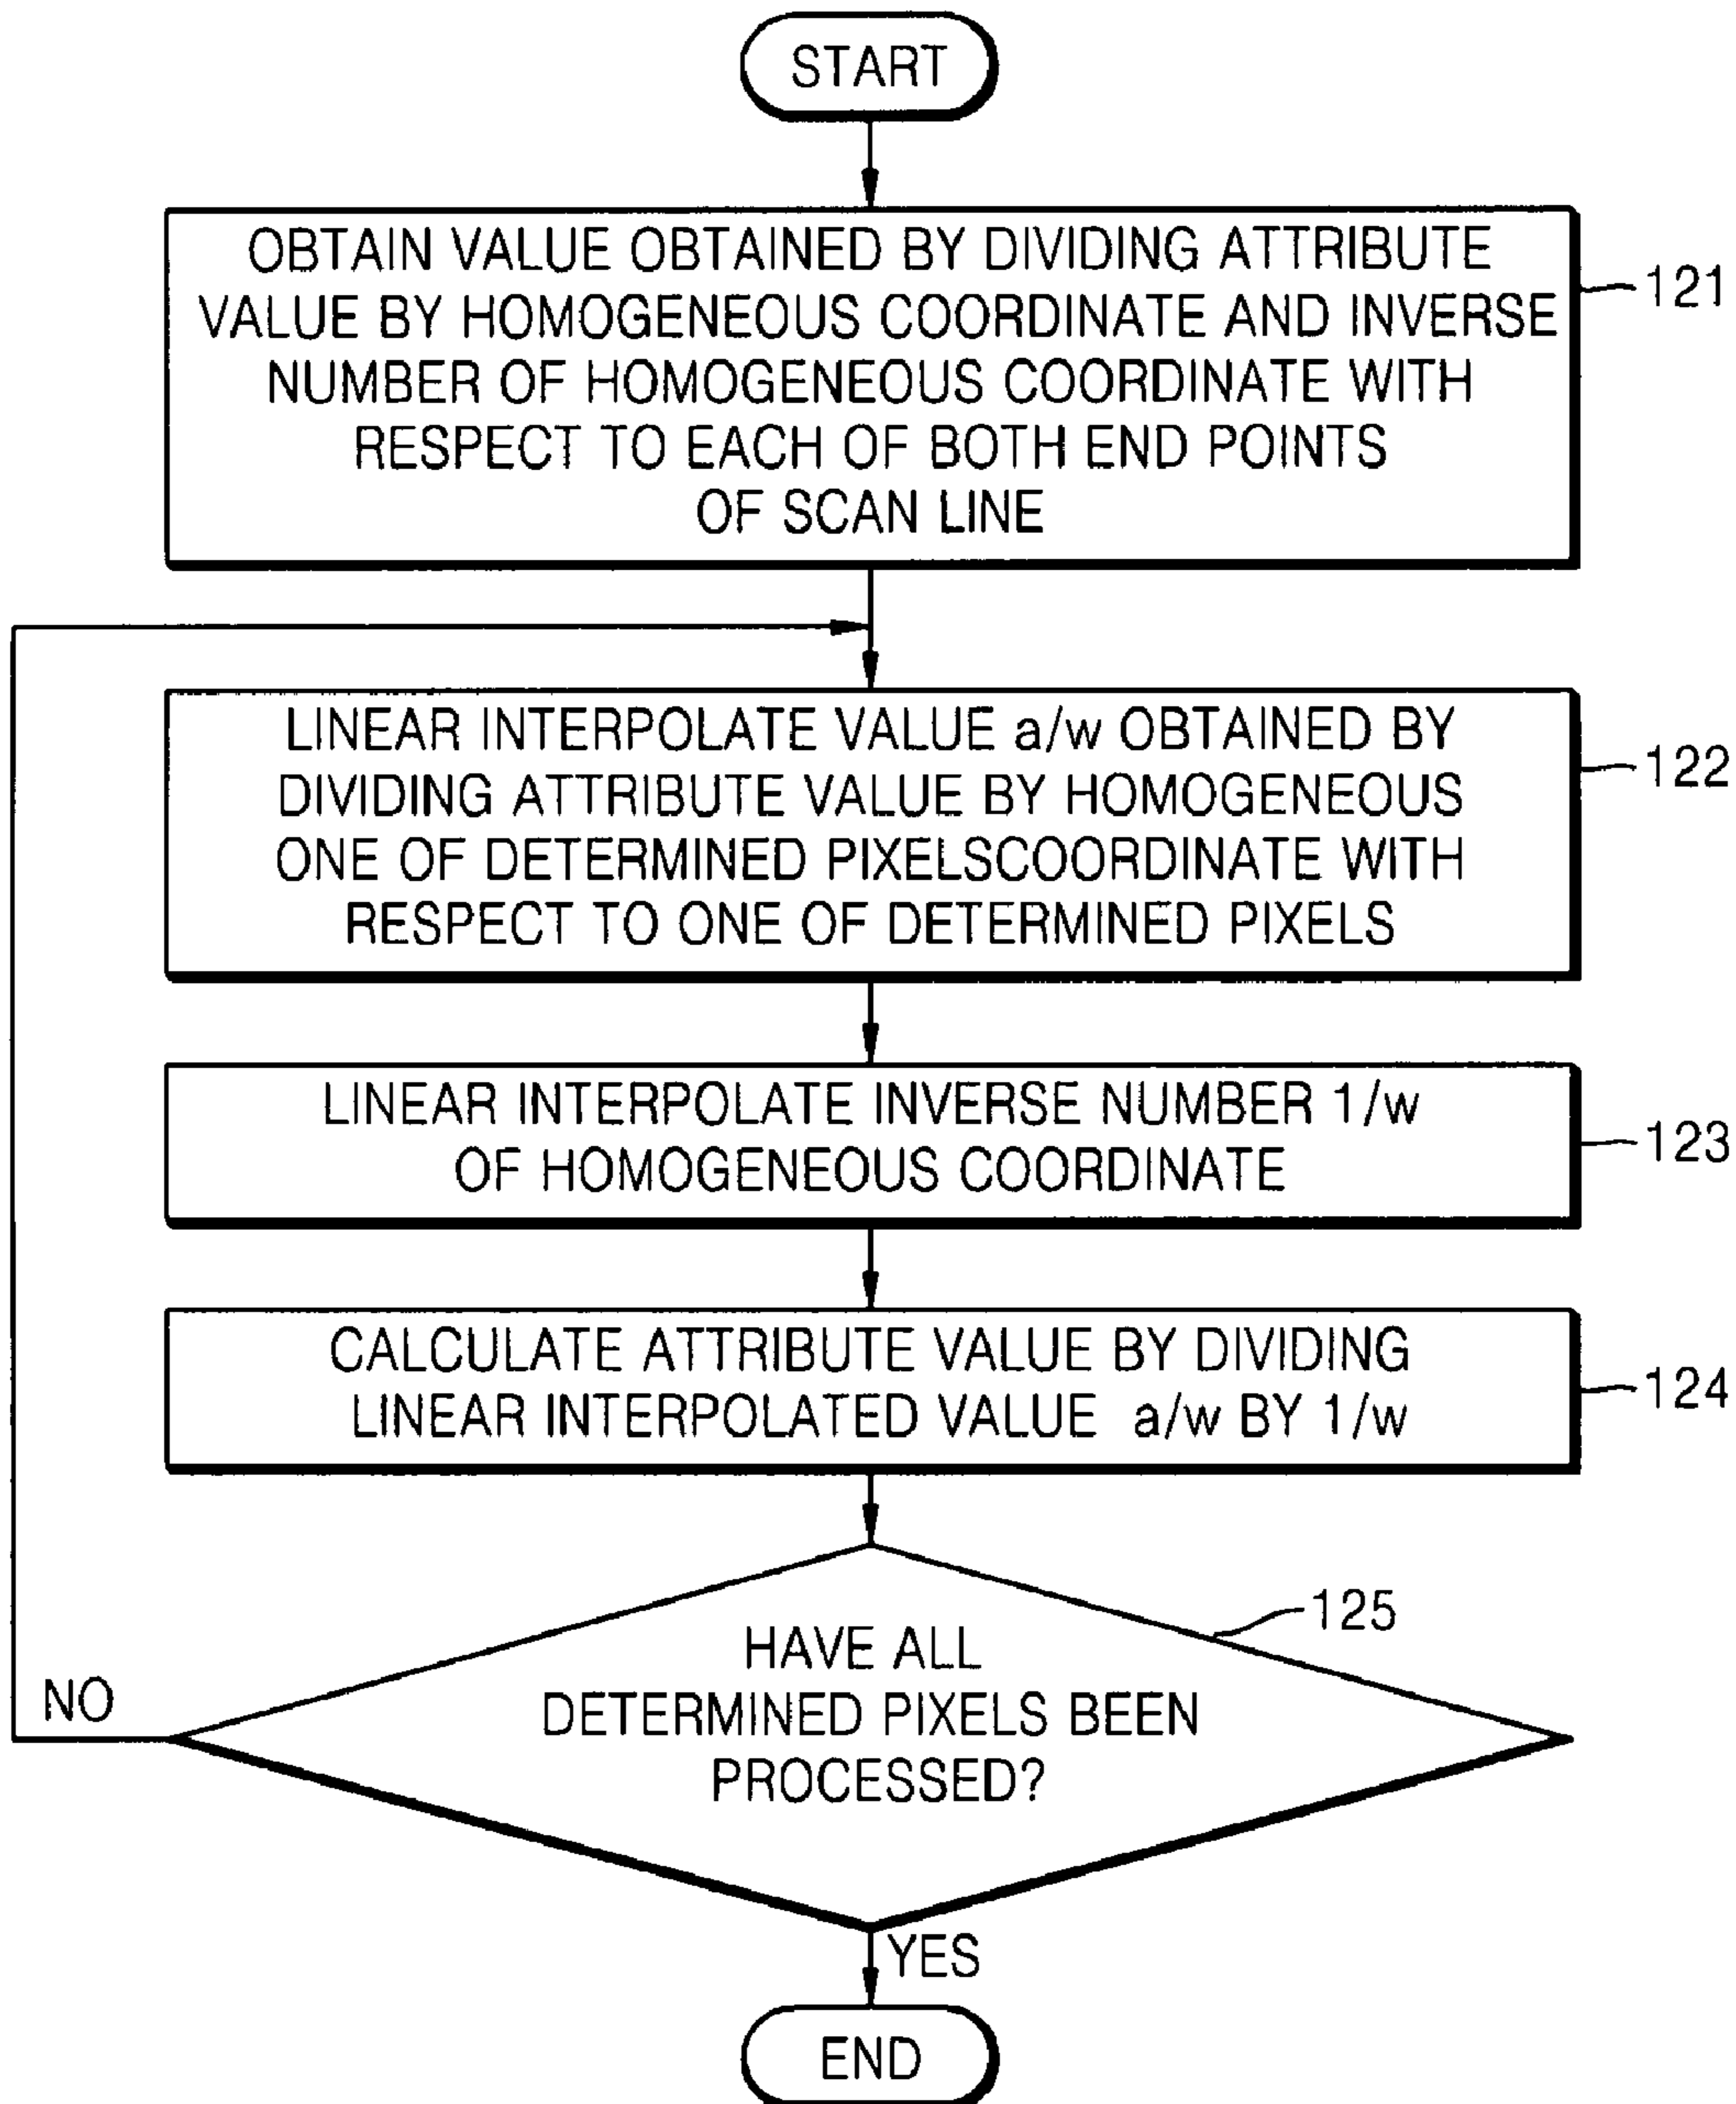 START
OBTAIN VALUE OBTAINED BY DIVIDING ATTRIBUTE
VALUE BY HOMOGENEOUS COORDINATE AND INVERSE
NUMBER OF HOMOGENEOUS COORDINATE WITH
RESPECT TO EACH OF BOTH END POINTS
OF SCAN LINE
121
LINEAR INTERPOLATE VALUE a/w OBTAINED BY
DIVIDING ATTRIBUTE VALUE BY HOMOGENEOUS
ONE OF DETERMINED PIXELSCOORDINATE WITH
RESPECT TO ONE OF DETERMINED PIXELS
122
LINEAR INTERPOLATE INVERSE NUMBER 1/w
OF HOMOGENEOUS COORDINATE
123
CALCULATE ATTRIBUTE VALUE BY DIVIDING
LINEAR INTERPOLATED VALUE a/w BY 1/w
124
125
HAVE ALL
DETERMINED PIXELS BEEN
PROCESSED?
NO
YES
END